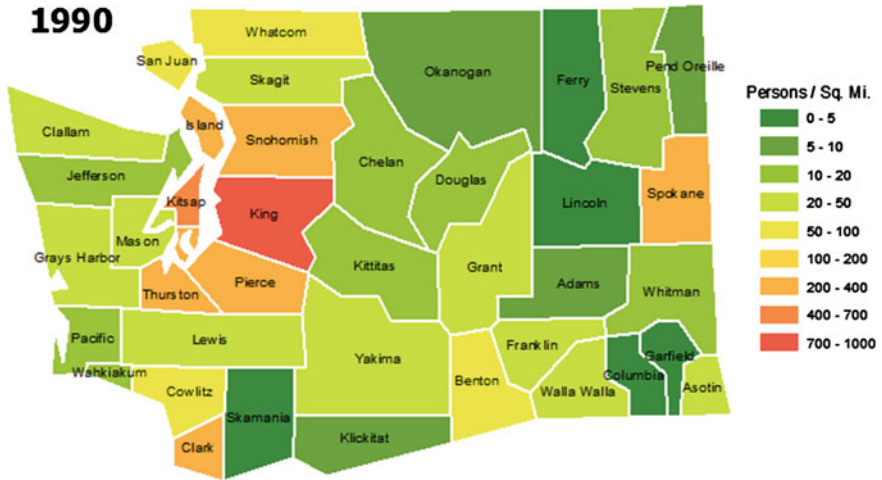 1990
Whatcom
San Juan
Skagit
Okanogan
Ferry
Stevens
Pend Oreille
Island
Clallam
Snohomish
Chelan
Jefferson
Douglas
Kitsap
King
Lincoln
Spokane
Mason
Grays Harbor
Kittitas
Grant
Thurston
Pierce
Adams
Whitman
Pacific
Lewis
Yakima
Franklin
Garfield
Wahkiakum
Cowlitz
Benton
Columbia
Walla Walla
Asotin
Skamania
Clark
Klickitat
Persons / Sq. Mi.
0 - 5
5 - 10
10 - 20
20 - 50
50 - 100
100 - 200
200 - 400
400 - 700
700 - 1000